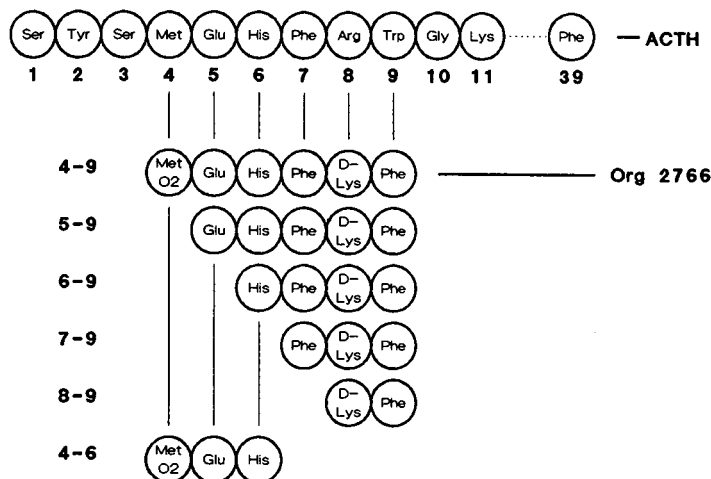 Ser Tyr Ser Met Glu His Phe Arg Trp Gly Lys Phe ACTH
1 2 3 4 5 6 7 8 9 10 11 39
4-9 Met O2 Glu His Phe D-Lys Phe Org 2766
5-9 Glu His Phe D-Lys Phe
6-9 His Phe D-Lys Phe
7-9 Phe D-Lys Phe
8-9 D-Lys Phe
4-6 Met O2 Glu His